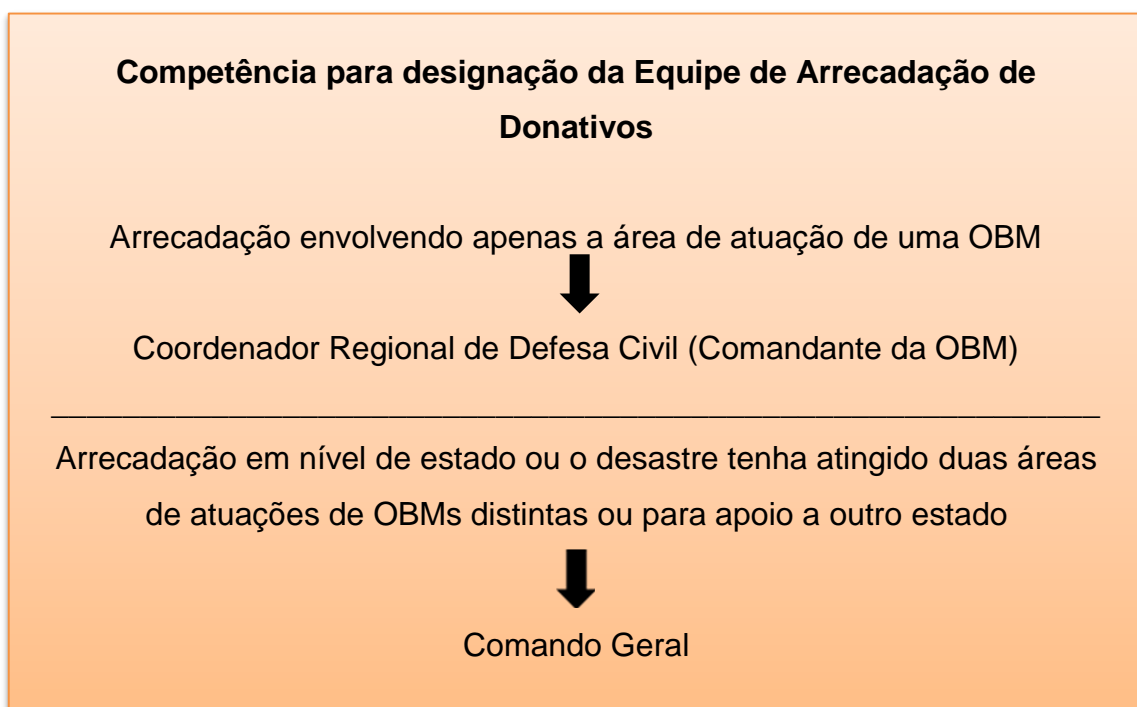 Competência para designação da Equipe de Arrecadação de
Donativos
Arrecadação envolvendo apenas a área de atuação de uma OBM
Coordenador Regional de Defesa Civil (Comandante da OBM)
Arrecadação em nível de estado ou o desastre tenha atingido duas áreas
de atuações de OBMs distintas ou para apoio a outro estado
Comando Geral